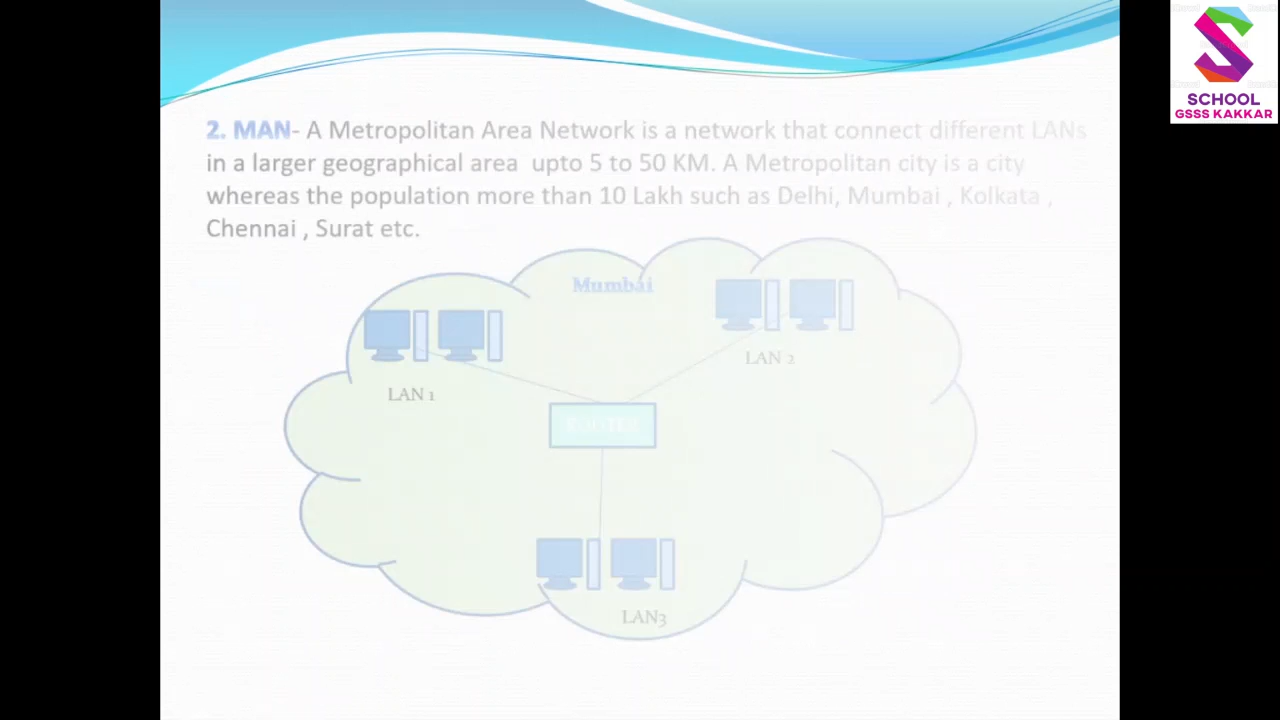 SCHOOL
GSSS KAKKAR
2. MAN- A Metropolitan Area Network is a network that connect different LANs
in a larger geographical area upto 5 to 50 KM. A Metropolitan city is a city
whereas the population more than 10 Lakh such as Delhi, Mumbai , Kolkata ,
Chennai , Surat etc.
Mumbai
LAN 1
LAN 2
ROUTER
LAN3